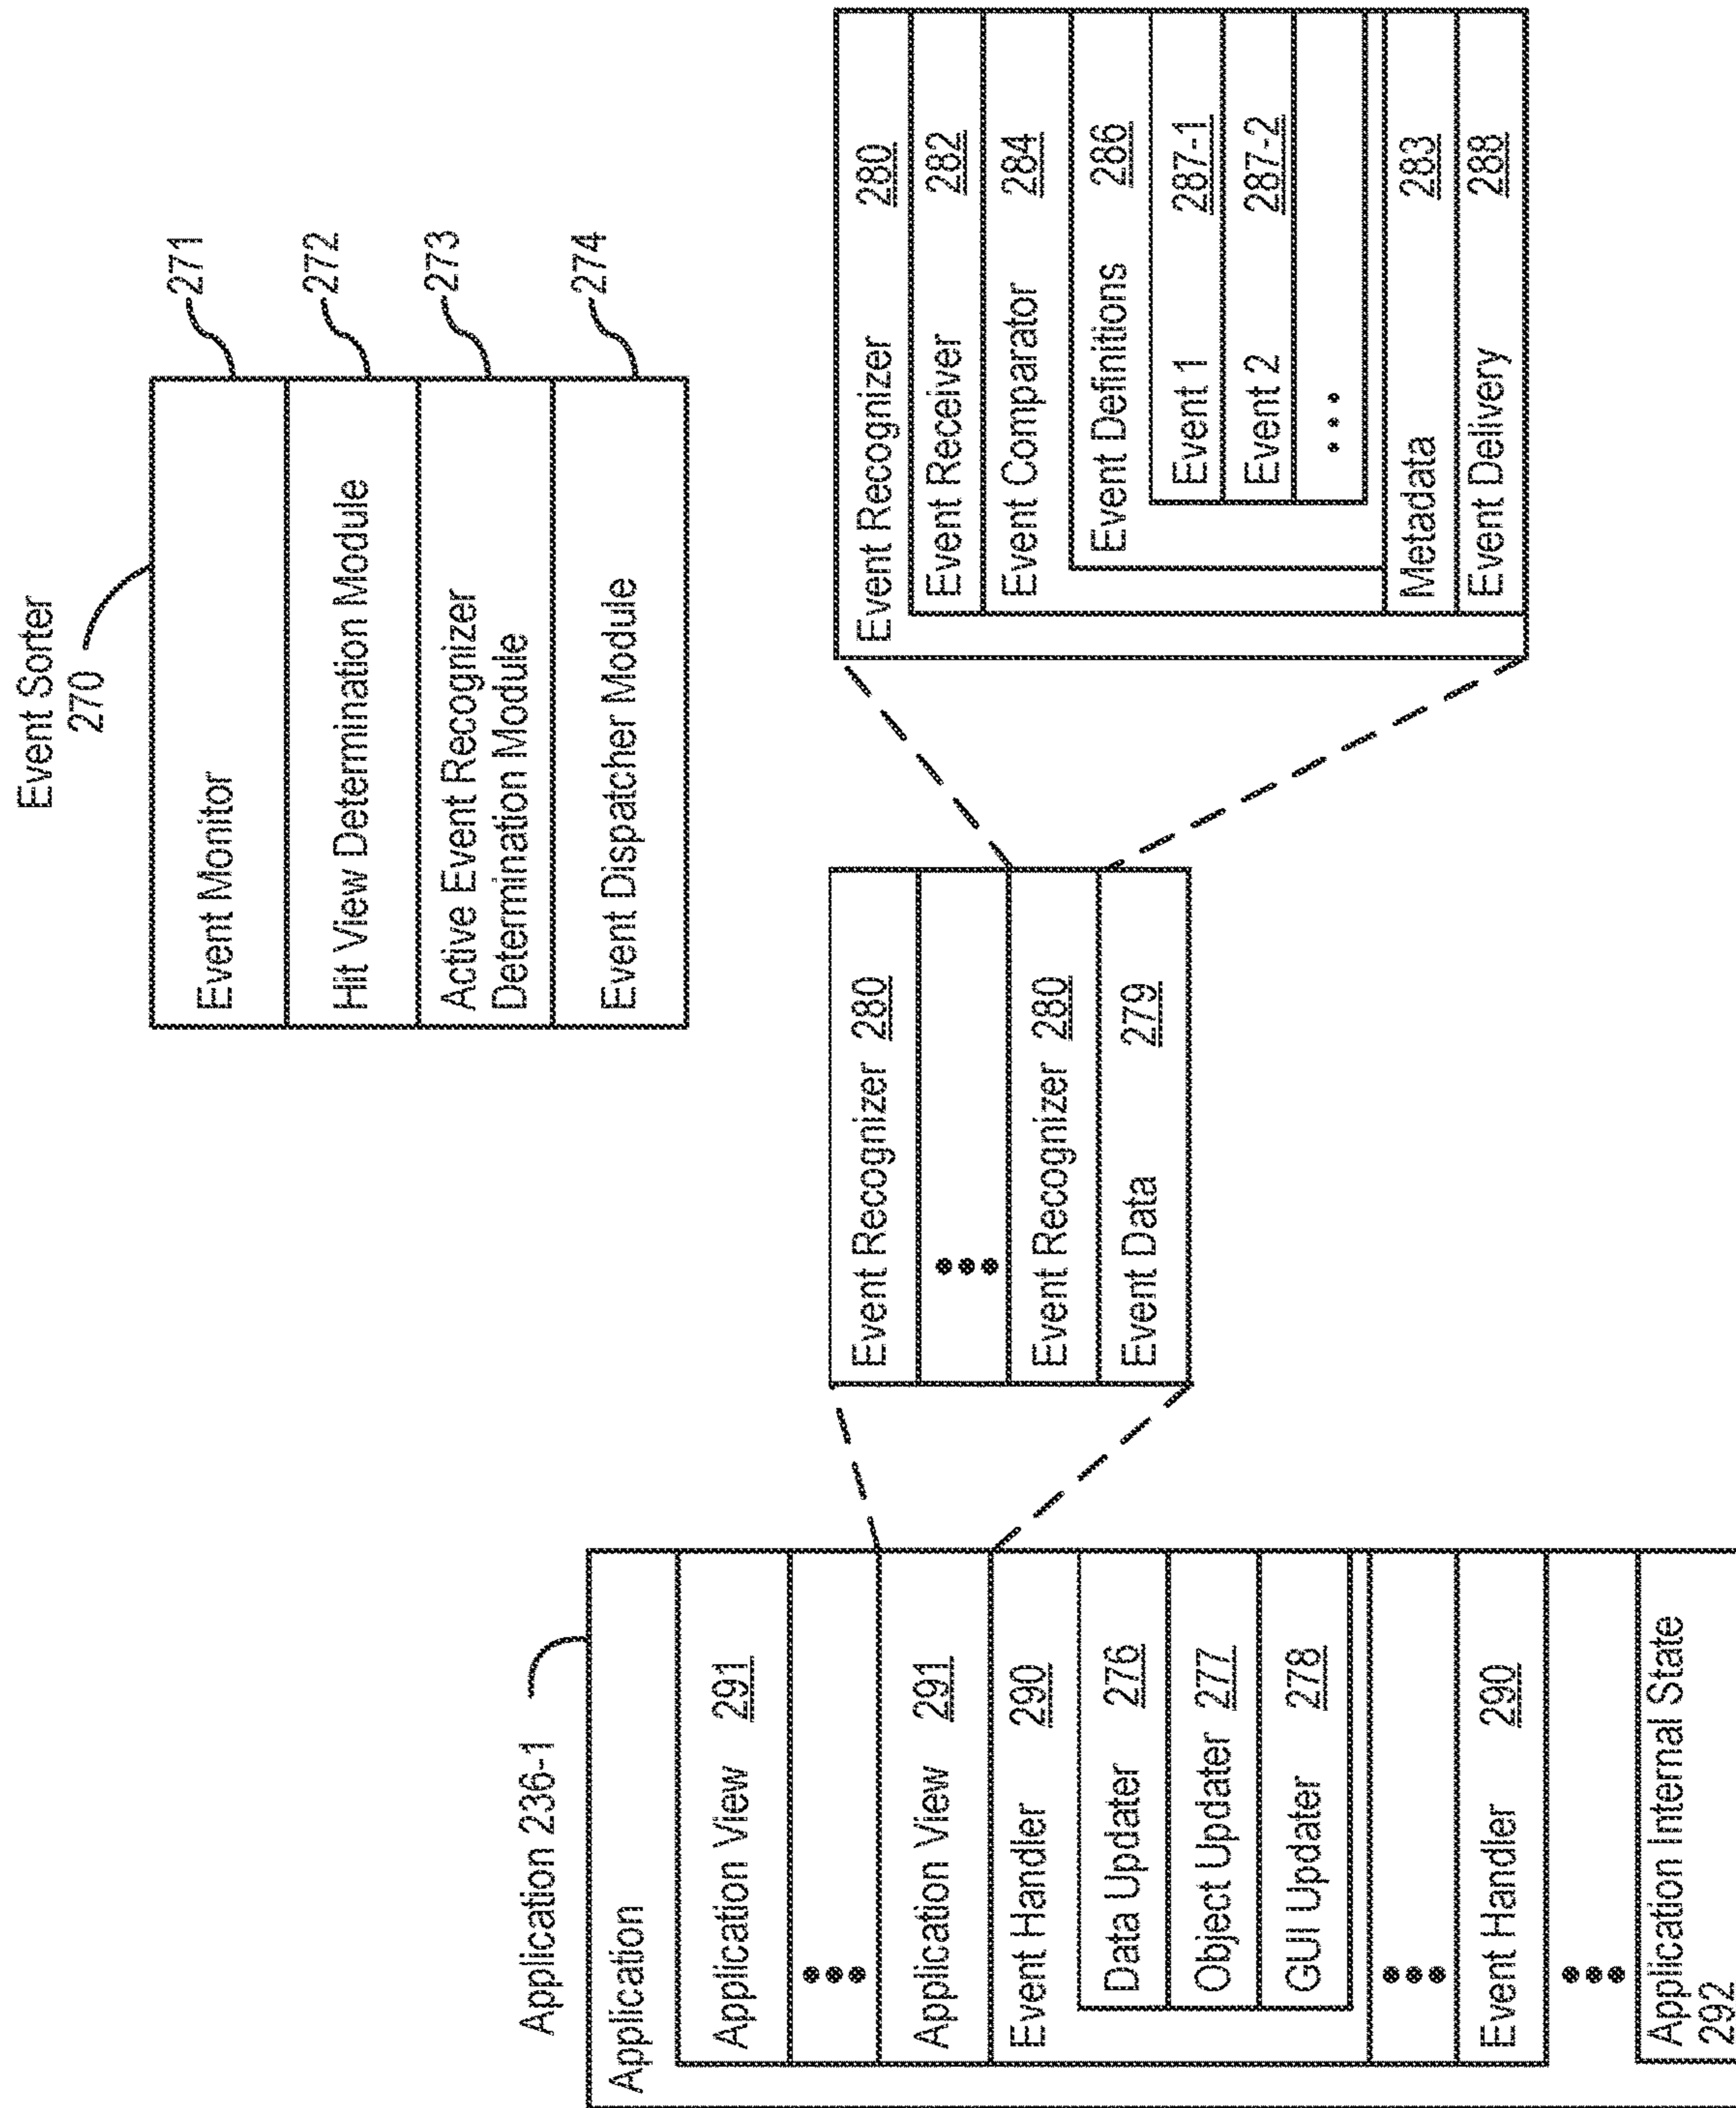 Event Sorter
270
Event Monitor
271
Hit View Determination Module
272
Active Event Recognizer
Determination Module
273
Event Dispatcher Module
274
Application 236-1
Application
Application View 291
•••
Application View 291
Event Handler 290
Data Updater 276
Object Updater 277
GUI Updater 278
•••
Event Handler 290
•••
Application Internal State
292
Event Recognizer 280
•••
Event Recognizer 280
Event Data 279
Event Recognizer 280
Event Receiver 282
Event Comparator 284
Event Definitions 286
Event 1 287-1
Event 2 287-2
•••
Metadata 283
Event Delivery 288